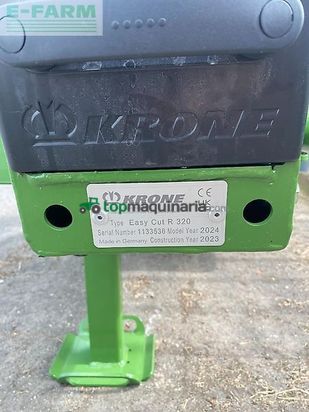 E-FARM
KRONE
KRONE CE
topmaquinaria.com
Type Easy Cut R 320
Serial Number 1133536 Model Year 2024
Made in Germany Construction Year 2023